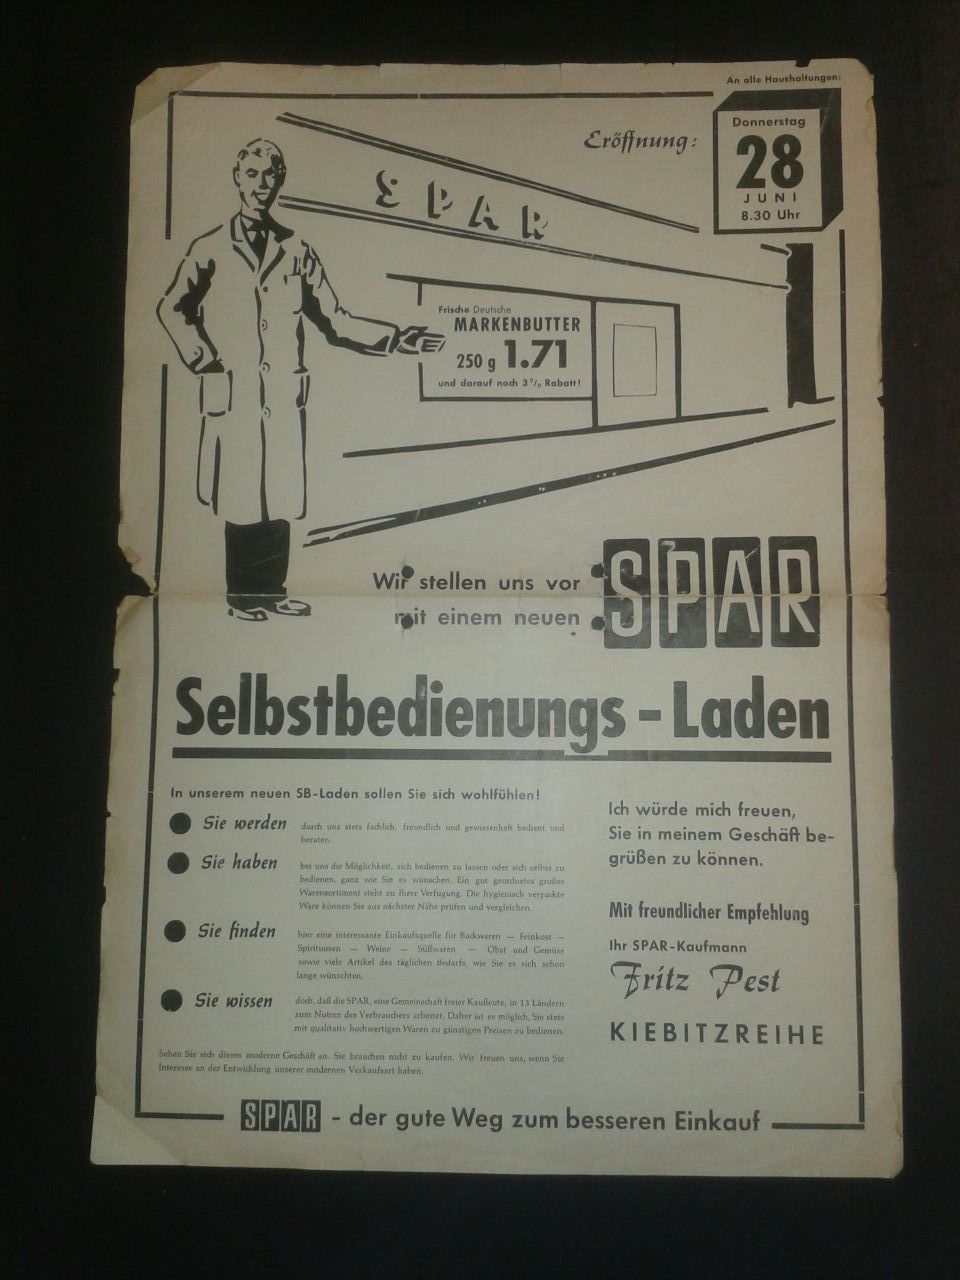 An alle Haushaltungen:
Eröffnung:
Donnerstag
28
JUNI
8.30 Uhr
SPAR
Frische Deutsche
MARKENBUTTER
250 g 1.71
und darauf noch 3% Rabatt!
Wir stellen uns vor
mit einem neuen
SPAR
Selbstbedienungs - Laden
In unserem neuen SB-Laden sollen Sie sich wohlfühlen!
Sie werden durch uns stets fachlich, freundlich und gewissenhaft bedient und
beraten.
Sie haben bei uns die Möglichkeit, sich bedienen zu lassen oder sich selbst zu
bedienen, ganz wie Sie es wünschen. Ein gut geordnetes großes
Warensortiment steht zu Ihrer Verfügung. Die hygienisch verpackte
Ware können Sie aus nächster Nähe prüfen und vergleichen.
Sie finden hier eine interessante Einkaufsquelle für Backwaren — Feinkost —
Spirituosen — Weine — Süßwaren — Obst und Gemüse
sowie viele Artikel des täglichen Bedarfs, wie Sie es sich schon
lange wünschten.
Sie wissen doch, daß die SPAR, eine Gemeinschaft freier Kaufleute, in 13 Ländern
zum Nutzen des Verbrauchers arbeitet. Daher ist es möglich, Sie stets
mit qualitativ hochwertigen Waren zu günstigen Preisen zu bedienen.
Sehen Sie sich dieses moderne Geschäft an. Sie brauchen nicht zu kaufen. Wir freuen uns, wenn Sie
Interesse an der Entwicklung unserer modernen Verkaufsart haben.
Ich würde mich freuen,
Sie in meinem Geschäft be-
grüßen zu können.
Mit freundlicher Empfehlung
Ihr SPAR-Kaufmann
Fritz Pest
KIEBITZREIHE
SPAR - der gute Weg zum besseren Einkauf